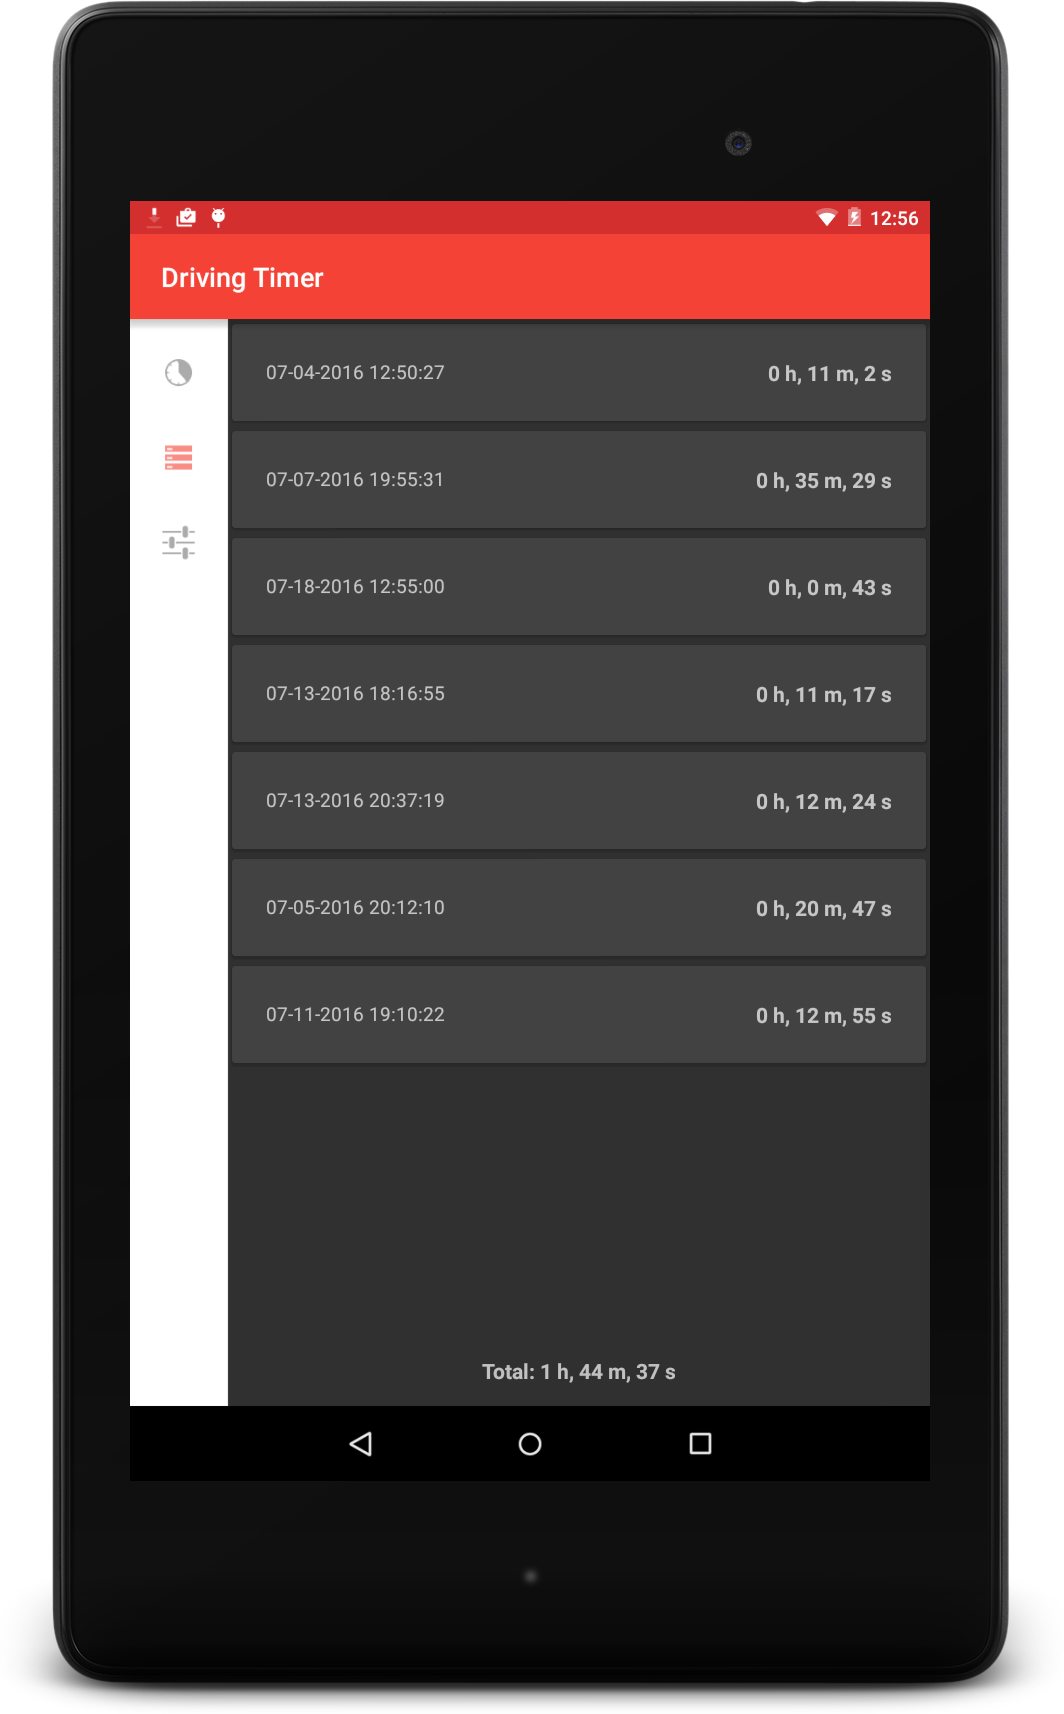 12:56
Driving Timer
07-04-2016 12:50:27 0 h, 11 m, 2 s
07-07-2016 19:55:31 0 h, 35 m, 29 s
07-18-2016 12:55:00 0 h, 0 m, 43 s
07-13-2016 18:16:55 0 h, 11 m, 17 s
07-13-2016 20:37:19 0 h, 12 m, 24 s
07-05-2016 20:12:10 0 h, 20 m, 47 s
07-11-2016 19:10:22 0 h, 12 m, 55 s
Total: 1 h, 44 m, 37 s